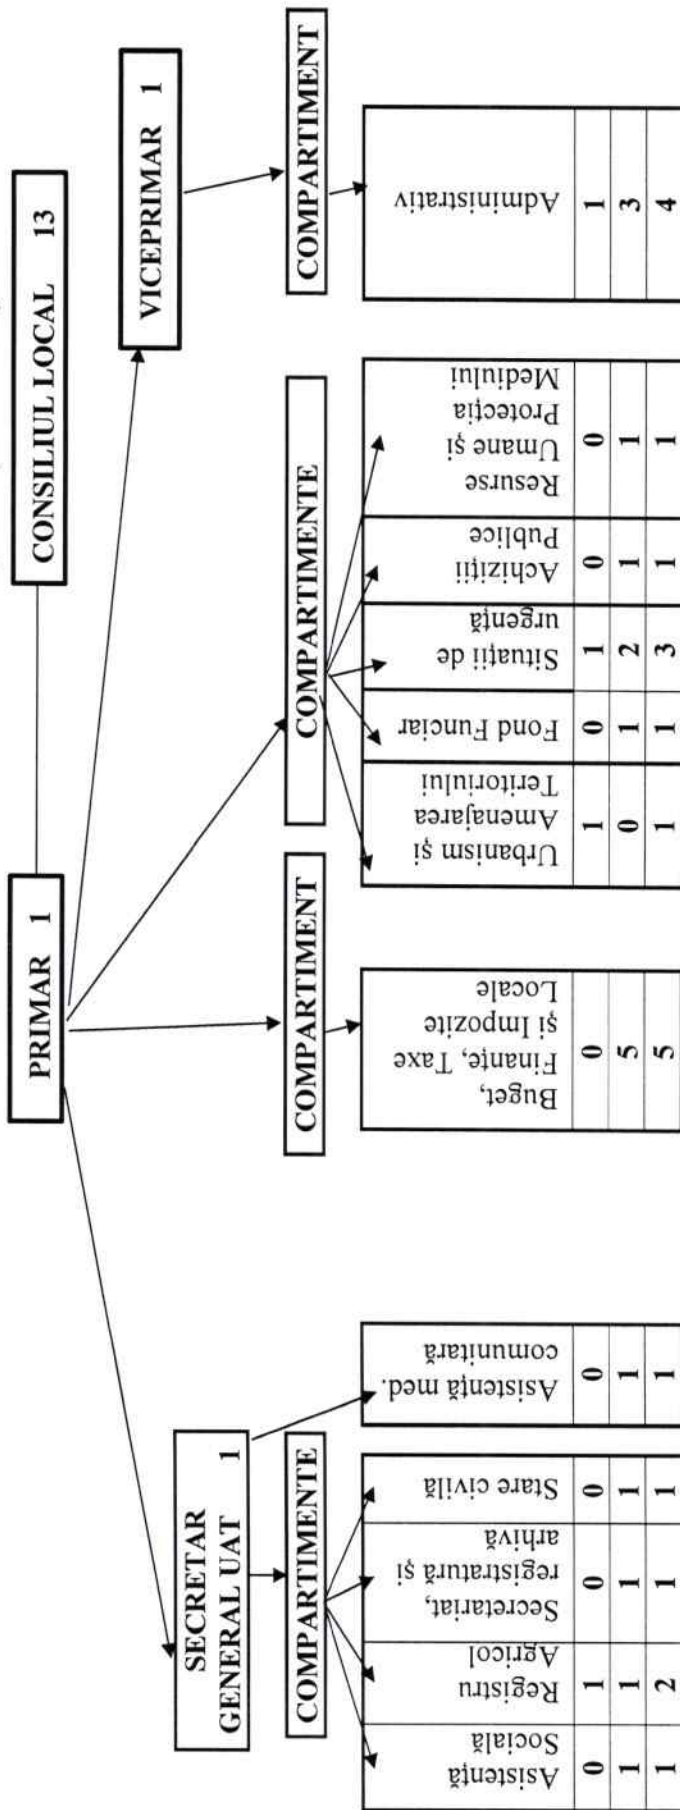 CONSILIUL LOCAL 13
PRIMAR 1
VICEPRIMAR 1
SECRETAR
GENERAL UAT 1
COMPARTIMENTE
COMPARTIMENT
COMPARTIMENTE
COMPARTIMENT
Asistență
Socială
0
1
1
Registru
Agricol
1
1
2
Secretariat,
registratură și
arhivă
0
1
1
Stare civilă
0
1
1
Asistență med.
comunitară
0
1
1
Buget,
Finanțe, Taxe
și Impozite
Locale
0
5
5
Urbanism și
Amenajarea
Teritoriului
1
0
1
Fond Funciar
0
1
1
Situații de
urgență
1
2
3
Achiziții
Publice
0
1
1
Resurse
Umane și
Protecția
Mediului
0
1
1
Administrativ
1
3
4